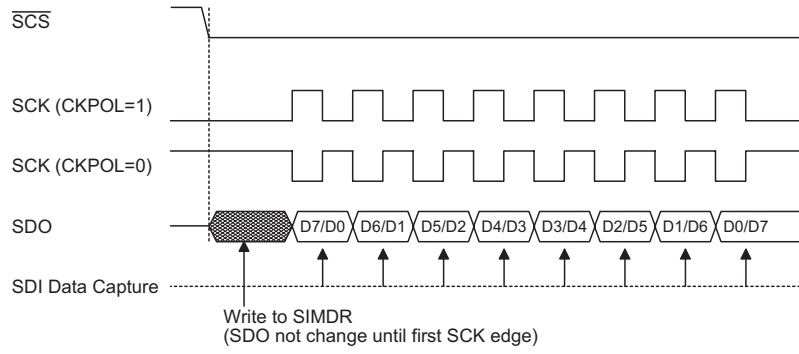 SCS
SCK (CKPOL=1)
SCK (CKPOL=0)
SDO
D7/D0 D6/D1 D5/D2 D4/D3 D3/D4 D2/D5 D1/D6 D0/D7
SDI Data Capture
Write to SIMDR
(SDO not change until first SCK edge)